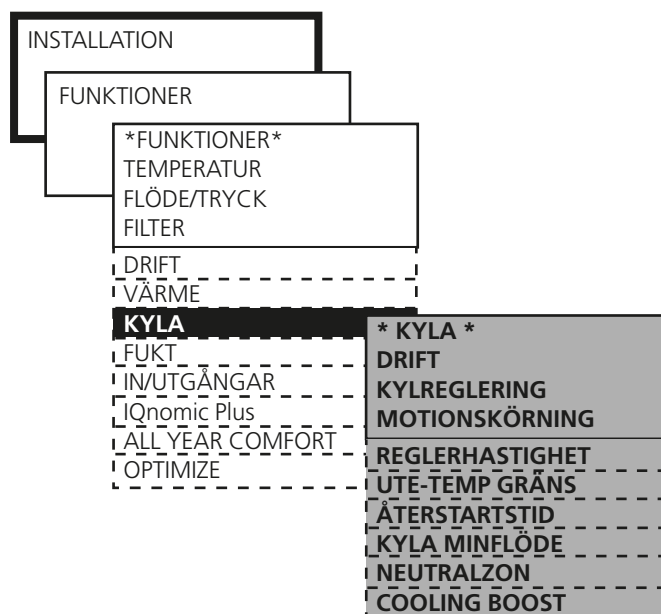 INSTALLATION
FUNKTIONER
*FUNKTIONER*
TEMPERATUR
FLÖDE/TRYCK
FILTER
DRIFT
VÄRME
KYLA
FUKT
IN/UTGÅNGAR
IQnomic Plus
ALL YEAR COMFORT
OPTIMIZE
* KYLA *
DRIFT
KYLREGLERING
MOTIONSKÖRNING
REGLERHASTIGHET
UTE-TEMP GRÄNS
ÅTERSTARTSTID
KYLA MINFLÖDE
NEUTRALZON
COOLING BOOST